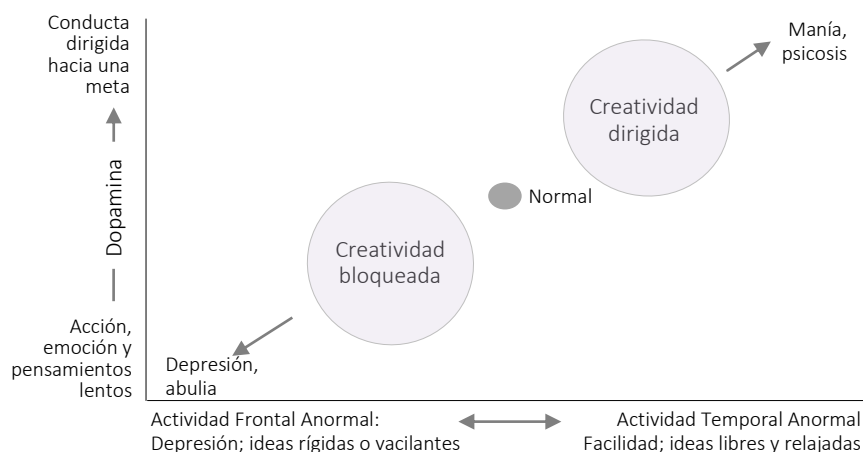 Conducta
dirigida
hacia una
meta
Dopamina
Acción,
emoción y
pensamientos
lentos
Manía,
psicosis
Creatividad
dirigida
Normal
Creatividad
bloqueada
Depresión,
abulia
Actividad Frontal Anormal:
Depresión; ideas rígidas o vacilantes
Actividad Temporal Anormal
Facilidad; ideas libres y relajadas